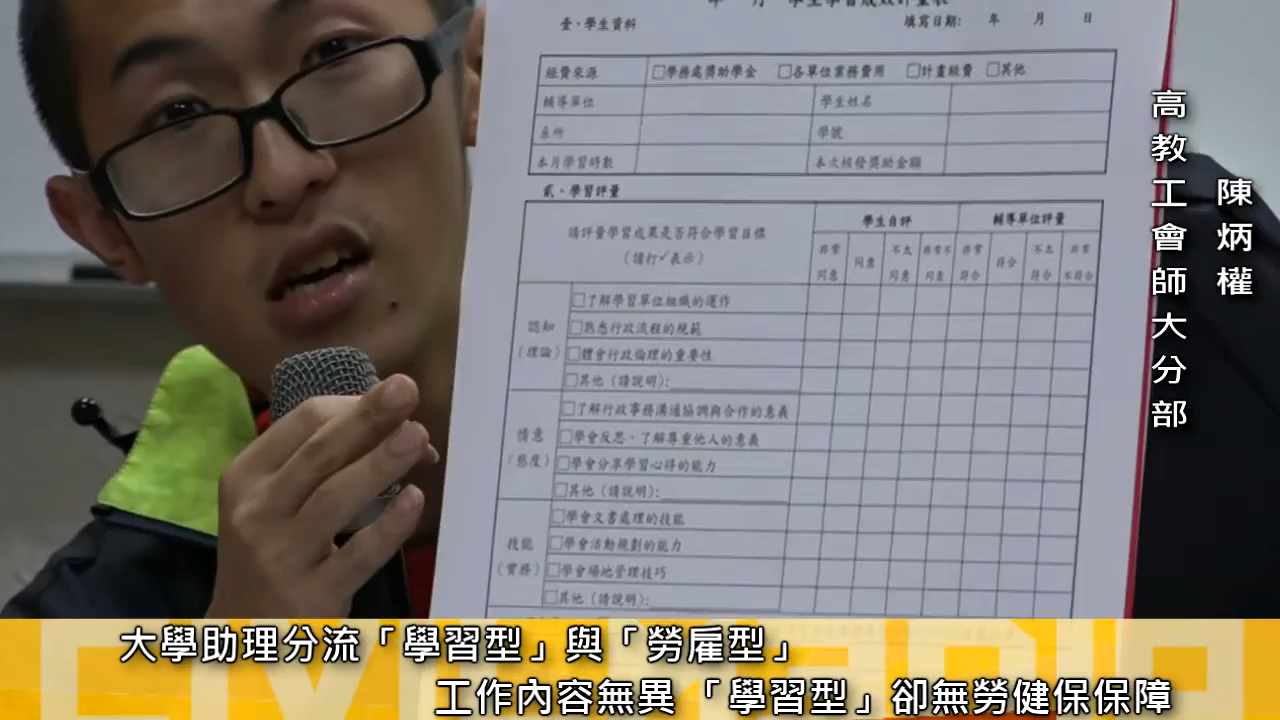 年 月 學生學習成效評量表
壹、學生資料
填寫日期: 年 月 日
經費來源 □學務處獎助學金 □各單位業務費用 □計畫經費 □其他
輔導單位 學生姓名
系所 學號
本月學習時數 本次核發獎助金額
貳、學習評量
請評量學習成果是否符合學習目標
(請打✓表示)
學生自評 輔導單位評量
非常同意 同意 不太同意 非常不同意 非常符合 符合 不太符合 非常不符合
認知
(理論)
□了解學習單位組織的運作
□熟悉行政流程的規範
□體會行政倫理的重要性
□其他(請說明):
情意
(態度)
□了解行政事務溝通協調與合作的意義
□學會反思、了解尊重他人的意義
□學會分享學習心得的能力
□其他(請說明):
技能
(實務)
□學會文書處理的技能
□學會活動規劃的能力
□學會場地管理技巧
□其他(請說明):
高教工會師大分部
陳炳權
大學助理分流「學習型」與「勞雇型」
工作內容無異 「學習型」卻無勞健保保障